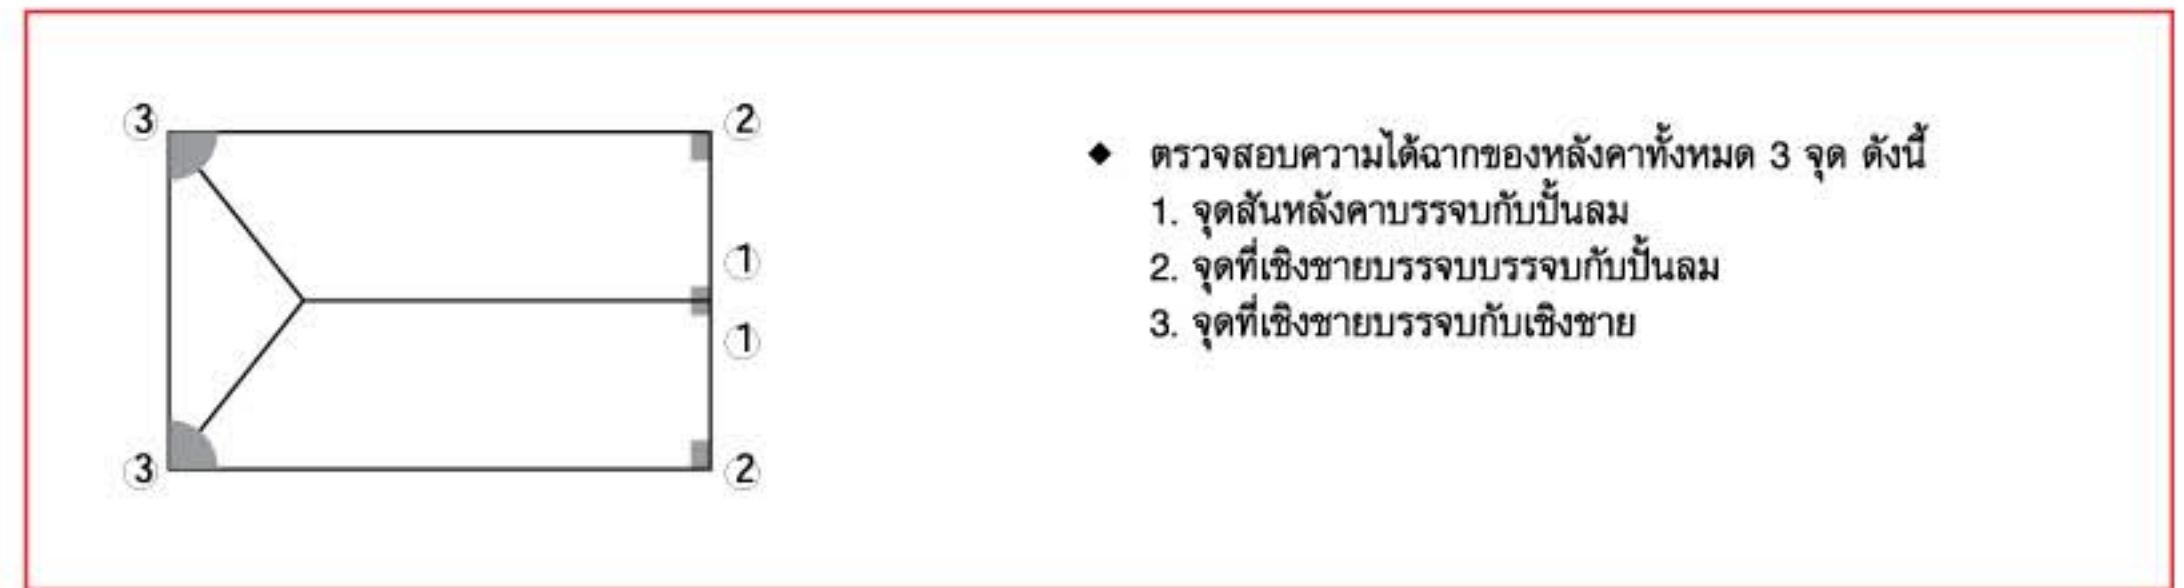 ③
②
①
①
③
②
◆ ตรวจสอบความได้ฉากของหลังคาทั้งหมด 3 จุด ดังนี้
1. จุดสันหลังคาบรรจบกับปั้นลม
2. จุดที่เชิงชายบรรจบบรรจบกับปั้นลม
3. จุดที่เชิงชายบรรจบกับเชิงชาย